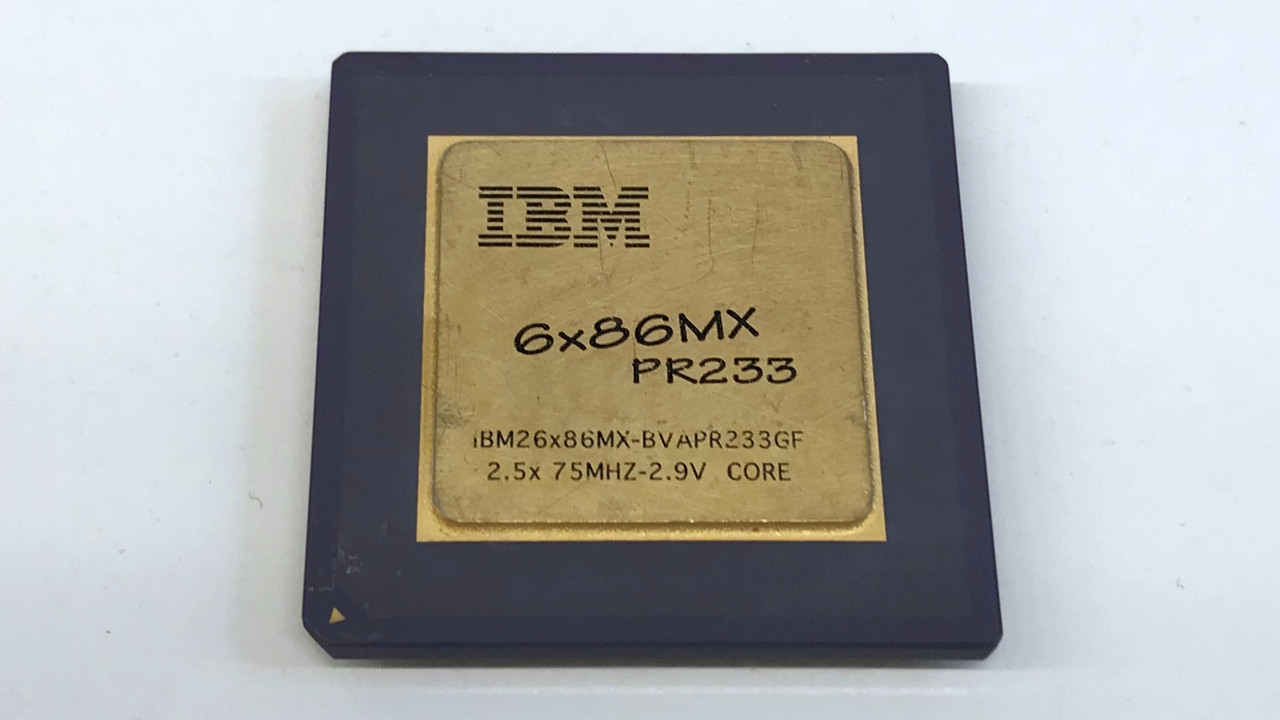 IBM
6x86MX
PR233
IBM26x86MX-BVAPR233GF
2.5x 75MHZ-2.9V CORE